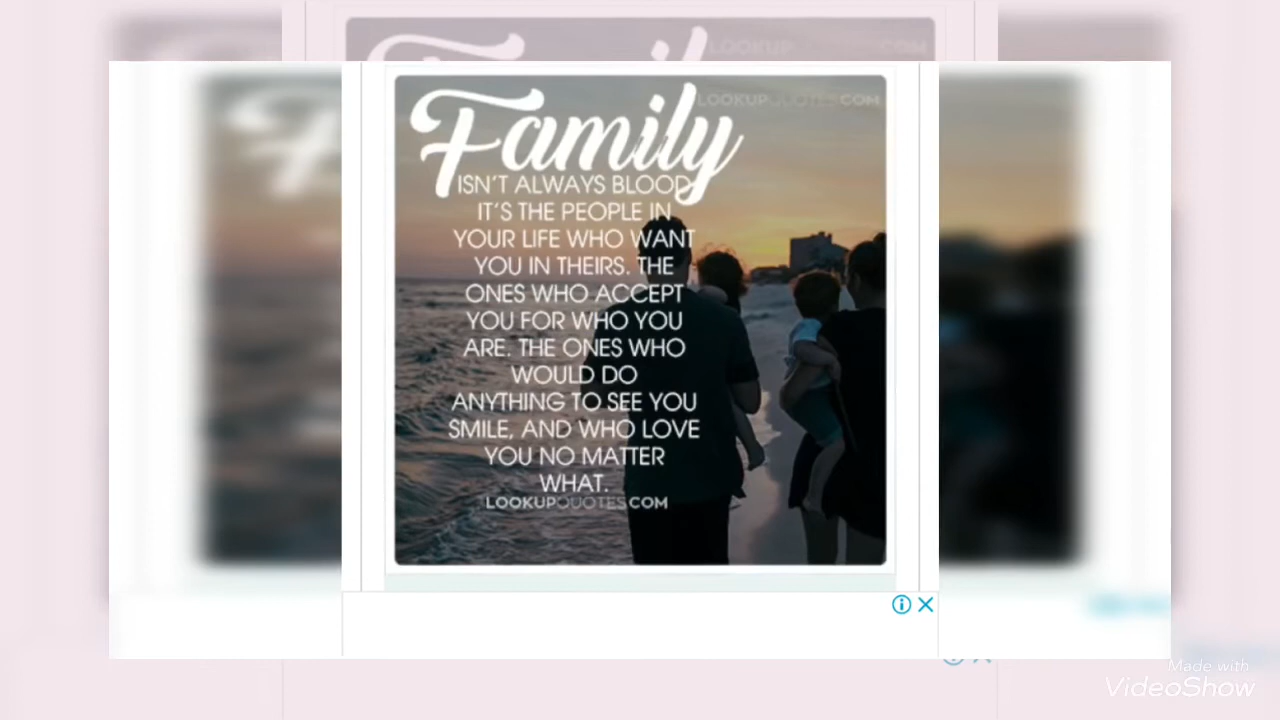 LOOKUPQUOTES.COM
Family
ISN'T ALWAYS BLOOD,
IT'S THE PEOPLE IN
YOUR LIFE WHO WANT
YOU IN THEIRS. THE
ONES WHO ACCEPT
YOU FOR WHO YOU
ARE. THE ONES WHO
WOULD DO
ANYTHING TO SEE YOU
SMILE, AND WHO LOVE
YOU NO MATTER
WHAT.
LOOKUPQUOTES.COM
Made with
VideoShow